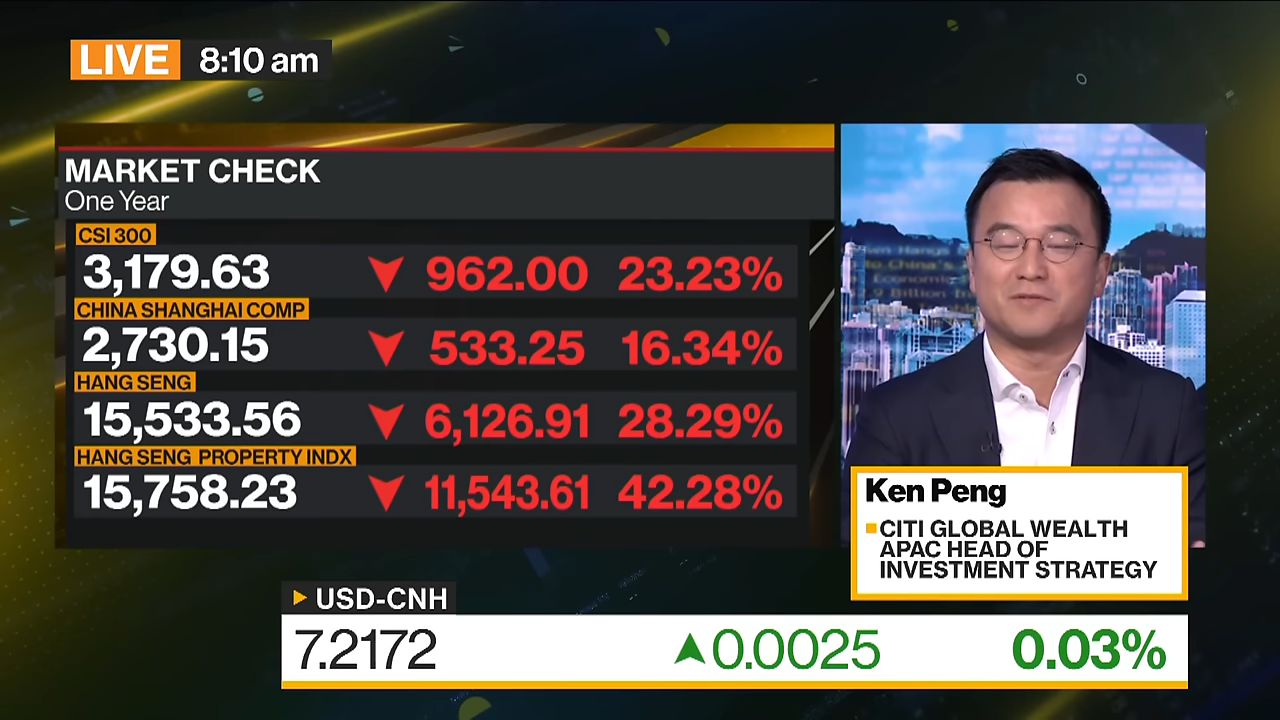 LIVE 8:10 am
MARKET CHECK
One Year
CSI 300
3,179.63 ▼ 962.00 23.23%
CHINA SHANGHAI COMP
2,730.15 ▼ 533.25 16.34%
HANG SENG
15,533.56 ▼ 6,126.91 28.29%
HANG SENG PROPERTY INDX
15,758.23 ▼ 11,543.61 42.28%
Ken Peng
CITI GLOBAL WEALTH
APAC HEAD OF
INVESTMENT STRATEGY
USD-CNH
7.2172 ▲0.0025 0.03%